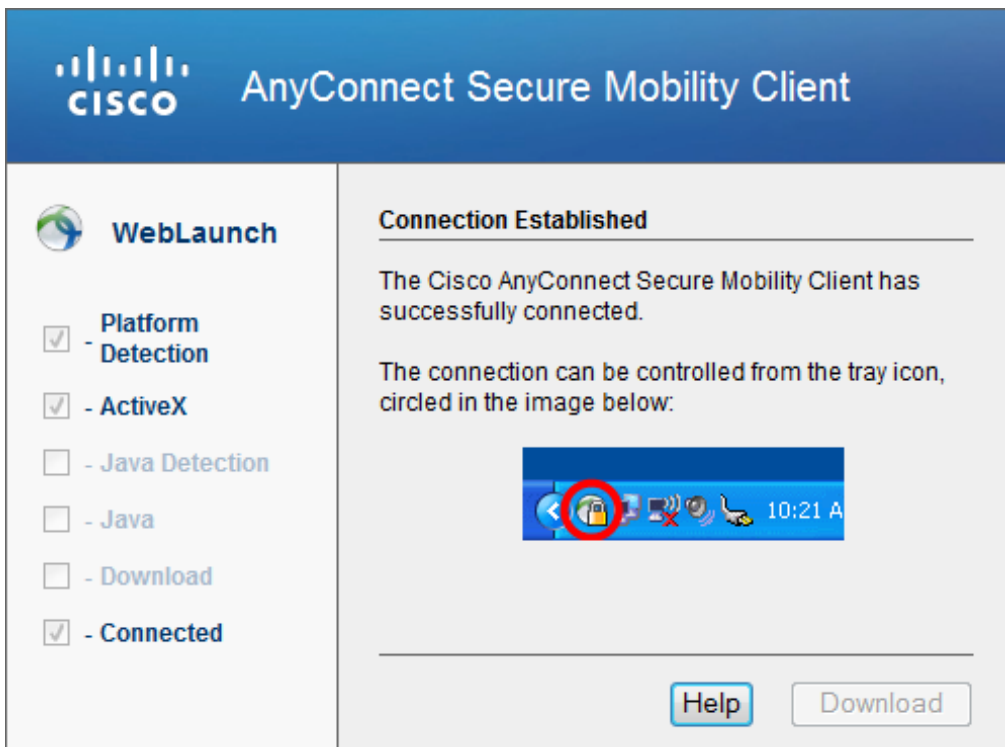 CISCO
AnyConnect Secure Mobility Client
WebLaunch
- Platform
Detection
- ActiveX
- Java Detection
- Java
- Download
- Connected
Connection Established
The Cisco AnyConnect Secure Mobility Client has
successfully connected.
The connection can be controlled from the tray icon,
circled in the image below:
10:21 A
Help
Download